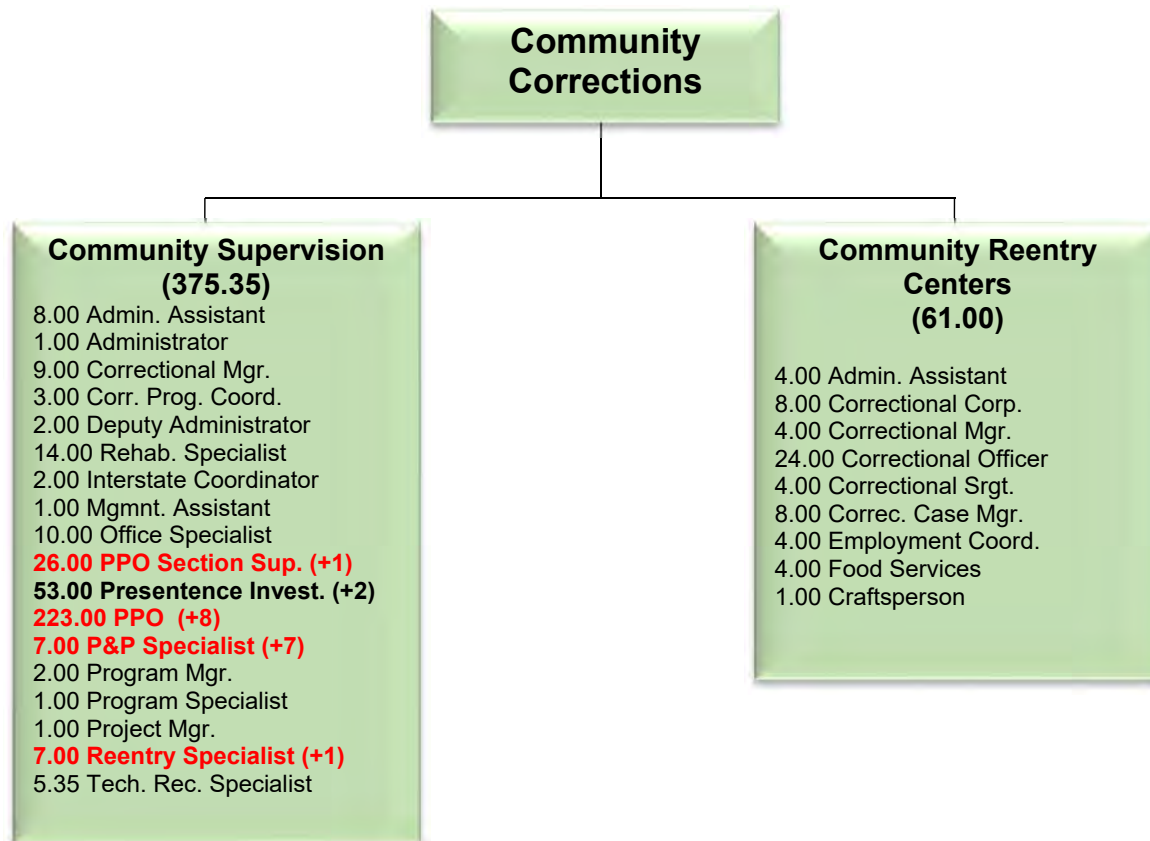 Community
Corrections
Community Supervision
(375.35)
8.00 Admin. Assistant
1.00 Administrator
9.00 Correctional Mgr.
3.00 Corr. Prog. Coord.
2.00 Deputy Administrator
14.00 Rehab. Specialist
2.00 Interstate Coordinator
1.00 Mgmnt. Assistant
10.00 Office Specialist
26.00 PPO Section Sup. (+1)
53.00 Presentence Invest. (+2)
223.00 PPO (+8)
7.00 P&P Specialist (+7)
2.00 Program Mgr.
1.00 Program Specialist
1.00 Project Mgr.
7.00 Reentry Specialist (+1)
5.35 Tech. Rec. Specialist
Community Reentry
Centers
(61.00)
4.00 Admin. Assistant
8.00 Correctional Corp.
4.00 Correctional Mgr.
24.00 Correctional Officer
4.00 Correctional Srgt.
8.00 Correc. Case Mgr.
4.00 Employment Coord.
4.00 Food Services
1.00 Craftsperson